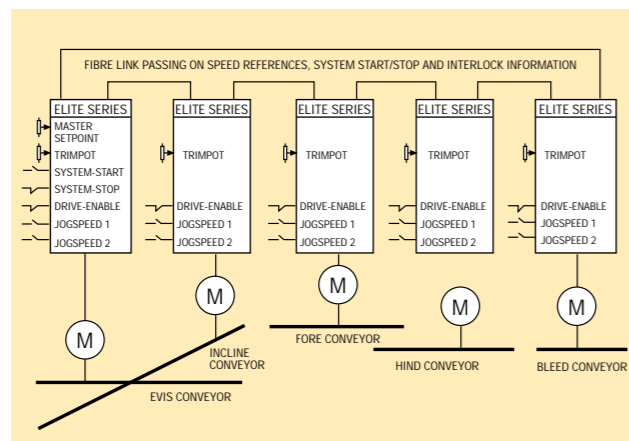 FIBRE LINK PASSING ON SPEED REFERENCES, SYSTEM START/STOP AND INTERLOCK INFORMATION
ELITE SERIES
MASTER
SETPOINT
TRIMPOT
SYSTEM-START
SYSTEM-STOP
DRIVE-ENABLE
JOGSPEED 1
JOGSPEED 2
M
EVIS CONVEYOR
ELITE SERIES
TRIMPOT
DRIVE-ENABLE
JOGSPEED 1
JOGSPEED 2
M
INCLINE
CONVEYOR
ELITE SERIES
TRIMPOT
DRIVE-ENABLE
JOGSPEED 1
JOGSPEED 2
M
FORE CONVEYOR
ELITE SERIES
TRIMPOT
DRIVE-ENABLE
JOGSPEED 1
JOGSPEED 2
M
HIND CONVEYOR
ELITE SERIES
TRIMPOT
DRIVE-ENABLE
JOGSPEED 1
JOGSPEED 2
M
BLEED CONVEYOR